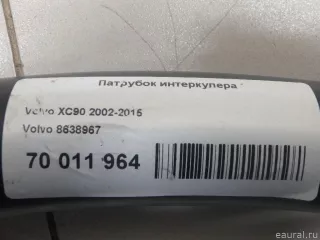 Патрубок интеркулера
Volvo XC90 2002-2015
Volvo 8638967
70 011 964
eaural.ru